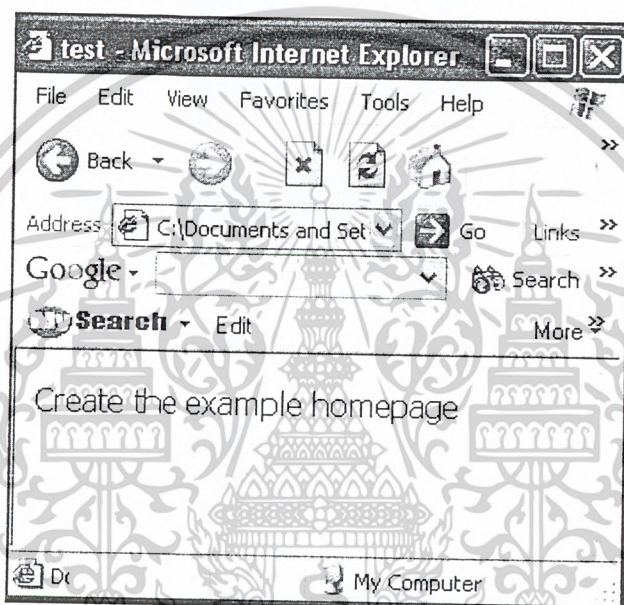 test - Microsoft Internet Explorer
File Edit View Favorites Tools Help
Back
Address C:\Documents and Set Go Links
Google Search
Search Edit More
Create the example homepage
My Computer